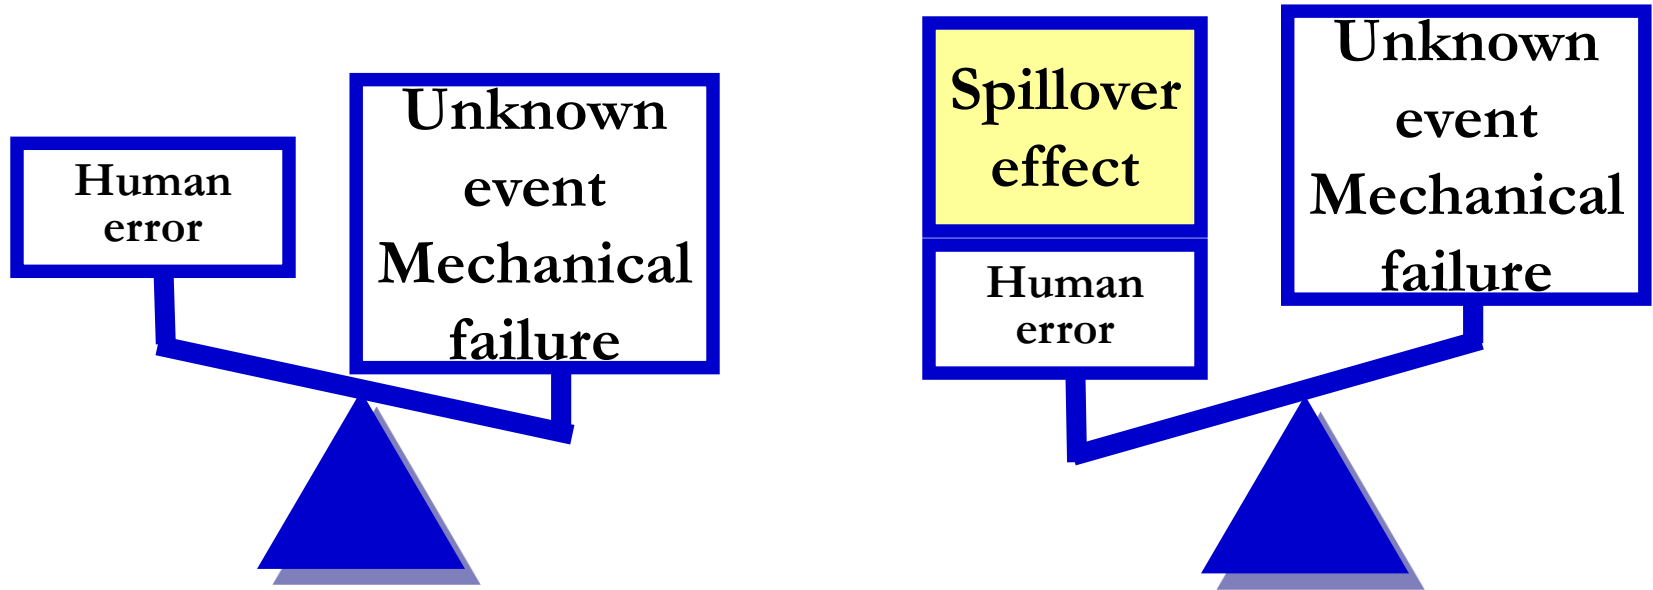 Human
error
Unknown
event
Mechanical
failure
Spillover
effect
Human
error
Unknown
event
Mechanical
failure